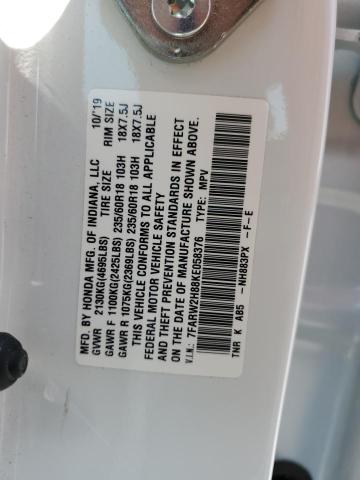 MFD. BY HONDA MFG. OF INDIANA, LLC 10/19
GVWR 2130KG(4695LBS) TIRE SIZE RIM SIZE
GAWR F 1100KG(2425LBS) 235/60R18 103H 18X7.5J
GAWR R 1075KG(2369LBS) 235/60R18 103H 18X7.5J
THIS VEHICLE CONFORMS TO ALL APPLICABLE
FEDERAL MOTOR VEHICLE SAFETY
AND THEFT PREVENTION STANDARDS IN EFFECT
ON THE DATE OF MANUFACTURE SHOWN ABOVE.
V.I.N.: 7FARW2H88KE058376 TYPE: MPV
TNR K AB5 -NH883PX -F-E